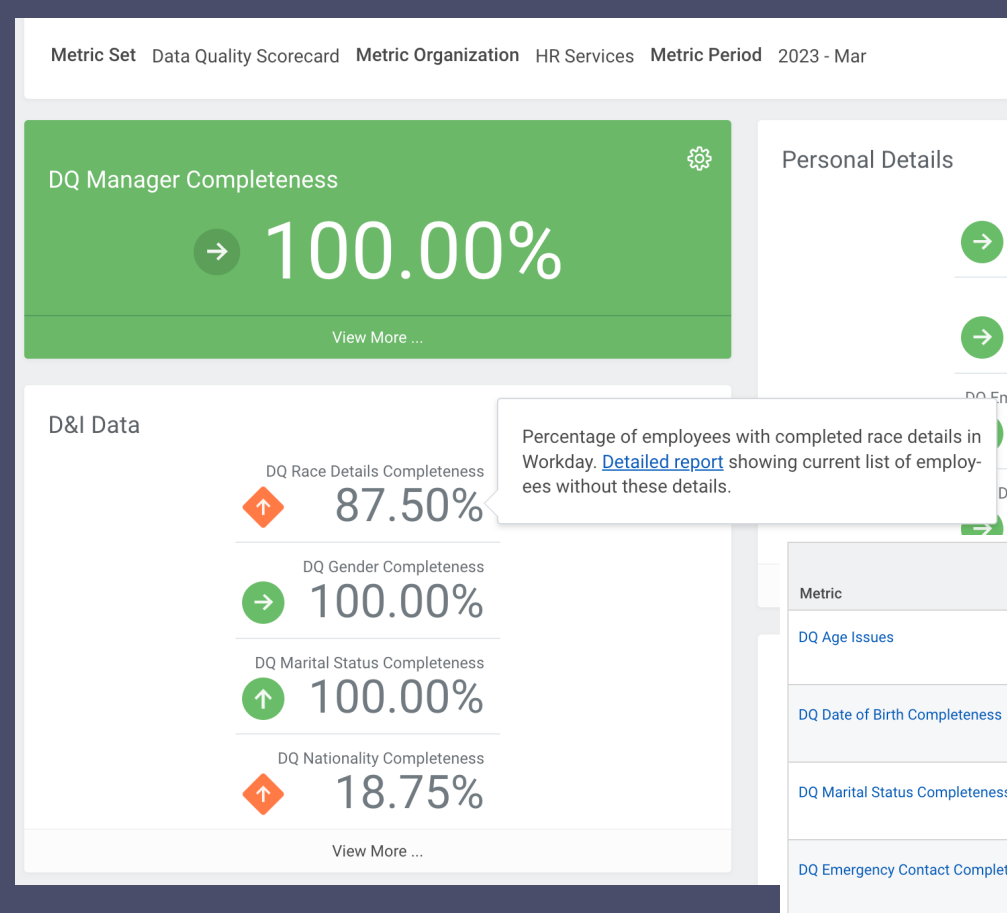 Metric Set Data Quality Scorecard Metric Organization HR Services Metric Period 2023 - Mar
DQ Manager Completeness
100.00%
View More ...
D&I Data
DQ Race Details Completeness
87.50%
DQ Gender Completeness
100.00%
DQ Marital Status Completeness
100.00%
DQ Nationality Completeness
18.75%
View More ...
Personal Details
Percentage of employees with completed race details in
Workday. Detailed report showing current list of employ-
ees without these details.
Metric
DQ Age Issues
DQ Date of Birth Completeness
DQ Marital Status Completeness
DQ Emergency Contact Complet